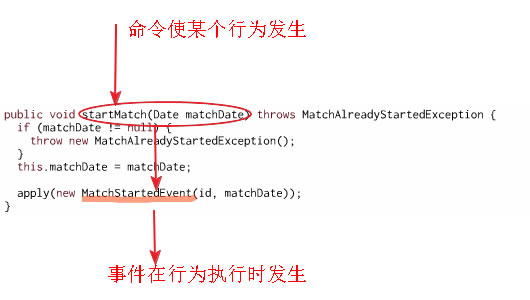 命令使某个行为发生
public void startMatch(Date matchDate) throws MatchAlreadyStartedException {
  if (matchDate != null) {
    throw new MatchAlreadyStartedException();
  }
  this.matchDate = matchDate;
  apply(new MatchStartedEvent(id, matchDate));
}
事件在行为执行时发生